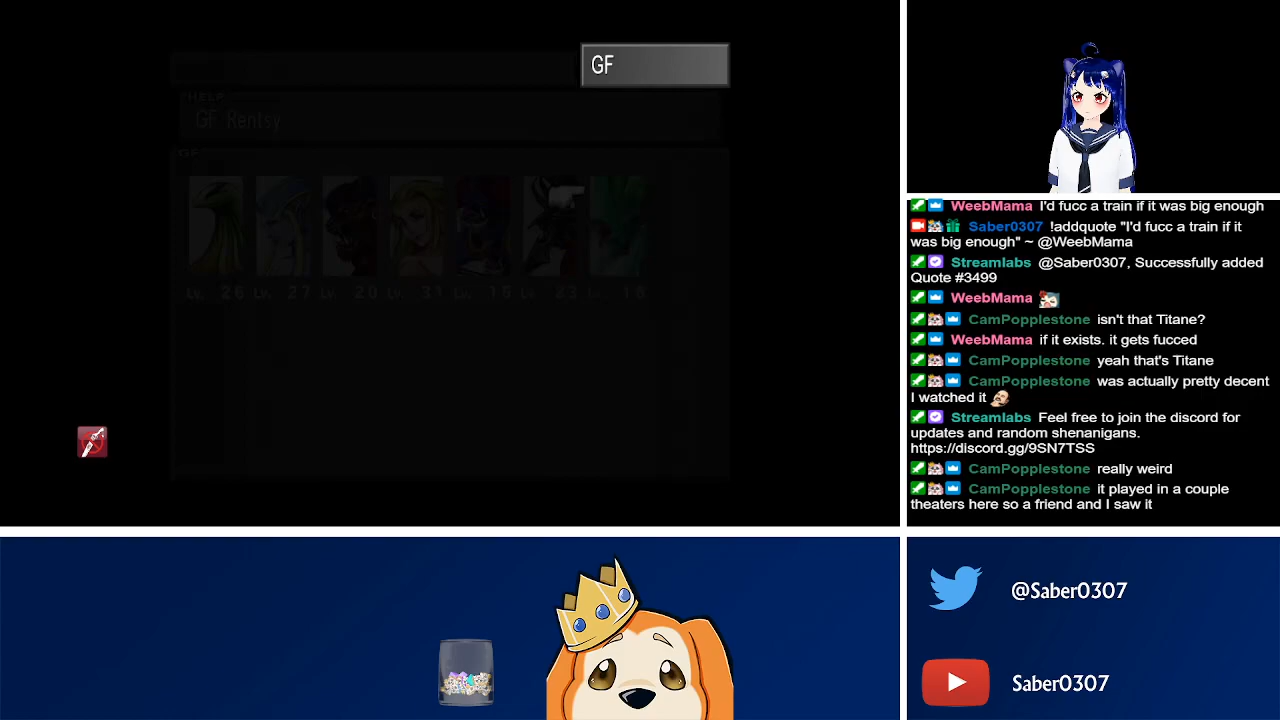 GF
HELP
GF Rentsy
GF
Lv. 26 Lv. 27 Lv. 20 Lv. 31 Lv. 15 Lv. 23 Lv. 18
WeebMama I'd fucc a train if it was big enough
Saber0307 !addquote "I'd fucc a train if it
was big enough" ~ @WeebMama
Streamlabs @Saber0307, Successfully added
Quote #3499
WeebMama
CamPopplestone isn't that Titane?
WeebMama if it exists. it gets fucced
CamPopplestone yeah that's Titane
CamPopplestone was actually pretty decent
I watched it
Streamlabs Feel free to join the discord for
updates and random shenanigans.
https://discord.gg/9SN7TSS
CamPopplestone really weird
CamPopplestone it played in a couple
theaters here so a friend and I saw it
@Saber0307
Saber0307